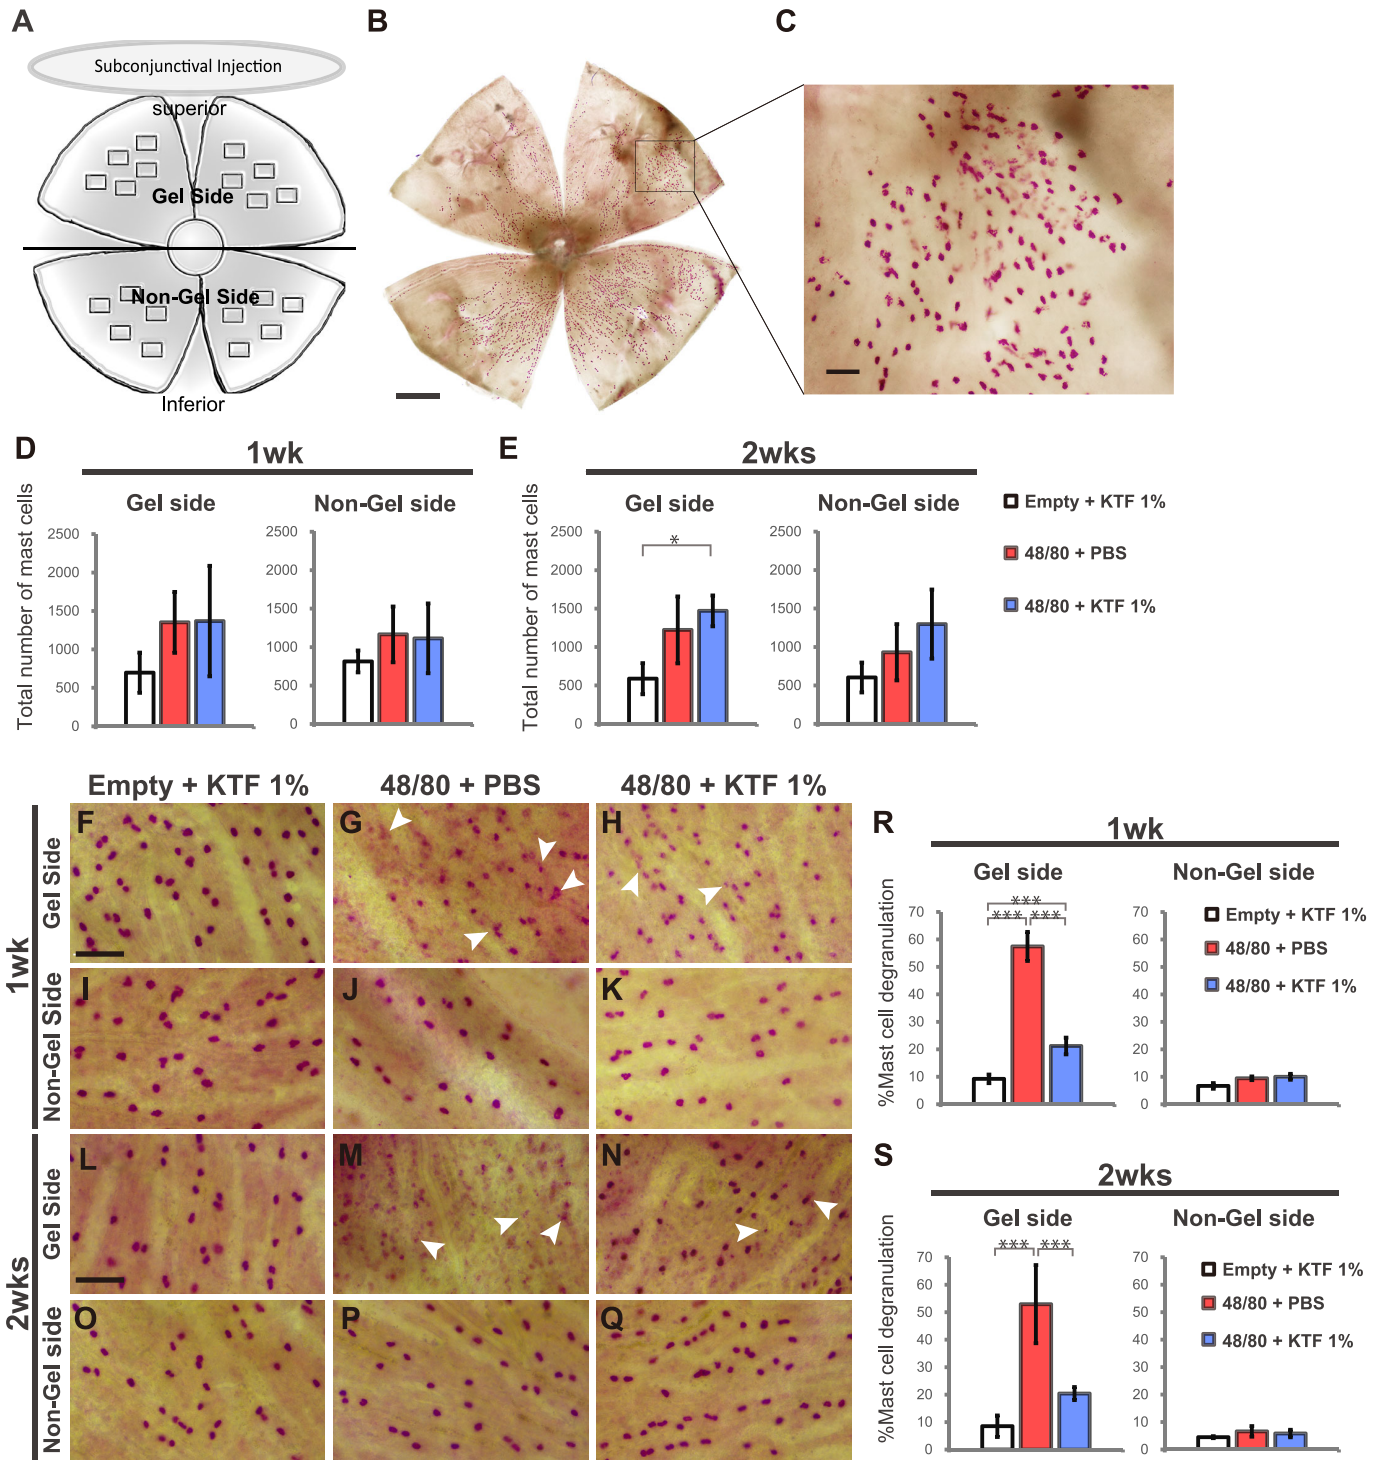 A
Subconjunctival Injection
superior
Gel Side
Non-Gel Side
Inferior
B
C
D
1wk
Gel side
Non-Gel side
Total number of mast cells
2500
2000
1500
1000
500
0
2500
2000
1500
1000
500
0
E
2wks
Gel side
Non-Gel side
Total number of mast cells
2500
2000
1500
1000
500
0
*
2500
2000
1500
1000
500
0
Empty + KTF 1%
48/80 + PBS
48/80 + KTF 1%
Empty + KTF 1%
48/80 + PBS
48/80 + KTF 1%
1wk
Gel Side
F
G
H
Non-Gel Side
I
J
K
2wks
Gel Side
L
M
N
Non-Gel side
O
P
Q
R
1wk
Gel side
Non-Gel side
%Mast cell degranulation
70
60
50
40
30
20
10
0
***
*** ***
70
60
50
40
30
20
10
0
Empty + KTF 1%
48/80 + PBS
48/80 + KTF 1%
S
2wks
Gel side
Non-Gel side
%Mast cell degranulation
70
60
50
40
30
20
10
0
*** ***
70
60
50
40
30
20
10
0
Empty + KTF 1%
48/80 + PBS
48/80 + KTF 1%